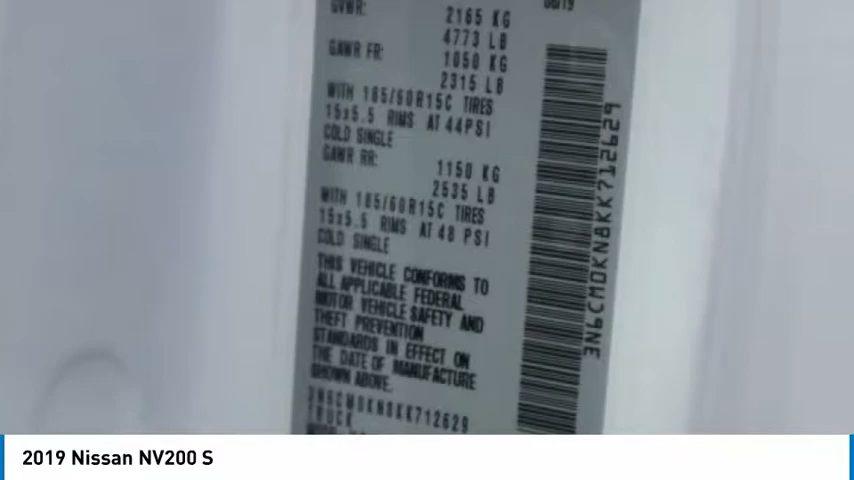 GVWR:
2165 KG
4773 LB
GAWR FR:
1050 KG
2315 LB
WITH 185/60R15C TIRES
15x5.5 RIMS AT 44PSI
COLD SINGLE
GAWR RR:
1150 KG
2535 LB
WITH 185/60R15C TIRES
15x5.5 RIMS AT 48 PSI
COLD SINGLE
THIS VEHICLE CONFORMS TO
ALL APPLICABLE FEDERAL
MOTOR VEHICLE SAFETY AND
THEFT PREVENTION
STANDARDS IN EFFECT ON
THE DATE OF MANUFACTURE
SHOWN ABOVE.
3N6CM0KN8KK712629
TRUCK
08/19
3N6CM0KN8KK712629
2019 Nissan NV200 S